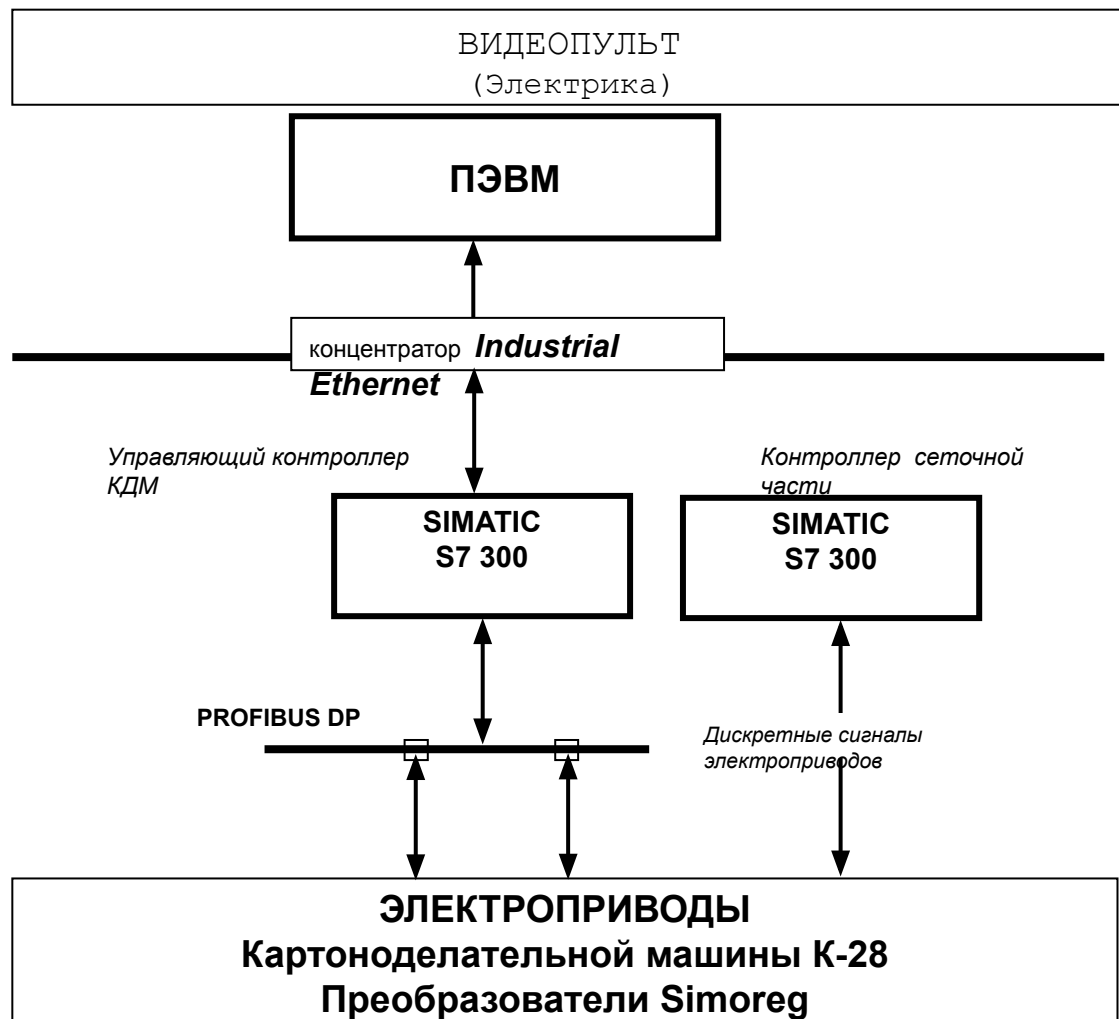 ВИДЕОПУЛЬТ
(Электрика)
ПЭВМ
концентратор Industrial
Ethernet
Управляющий контроллер
КДМ
Контроллер сеточной
части
SIMATIC
S7 300
SIMATIC
S7 300
PROFIBUS DP
Дискретные сигналы
электроприводов
ЭЛЕКТРОПРИВОДЫ
Картоноделательной машины К-28
Преобразователи Simoreg